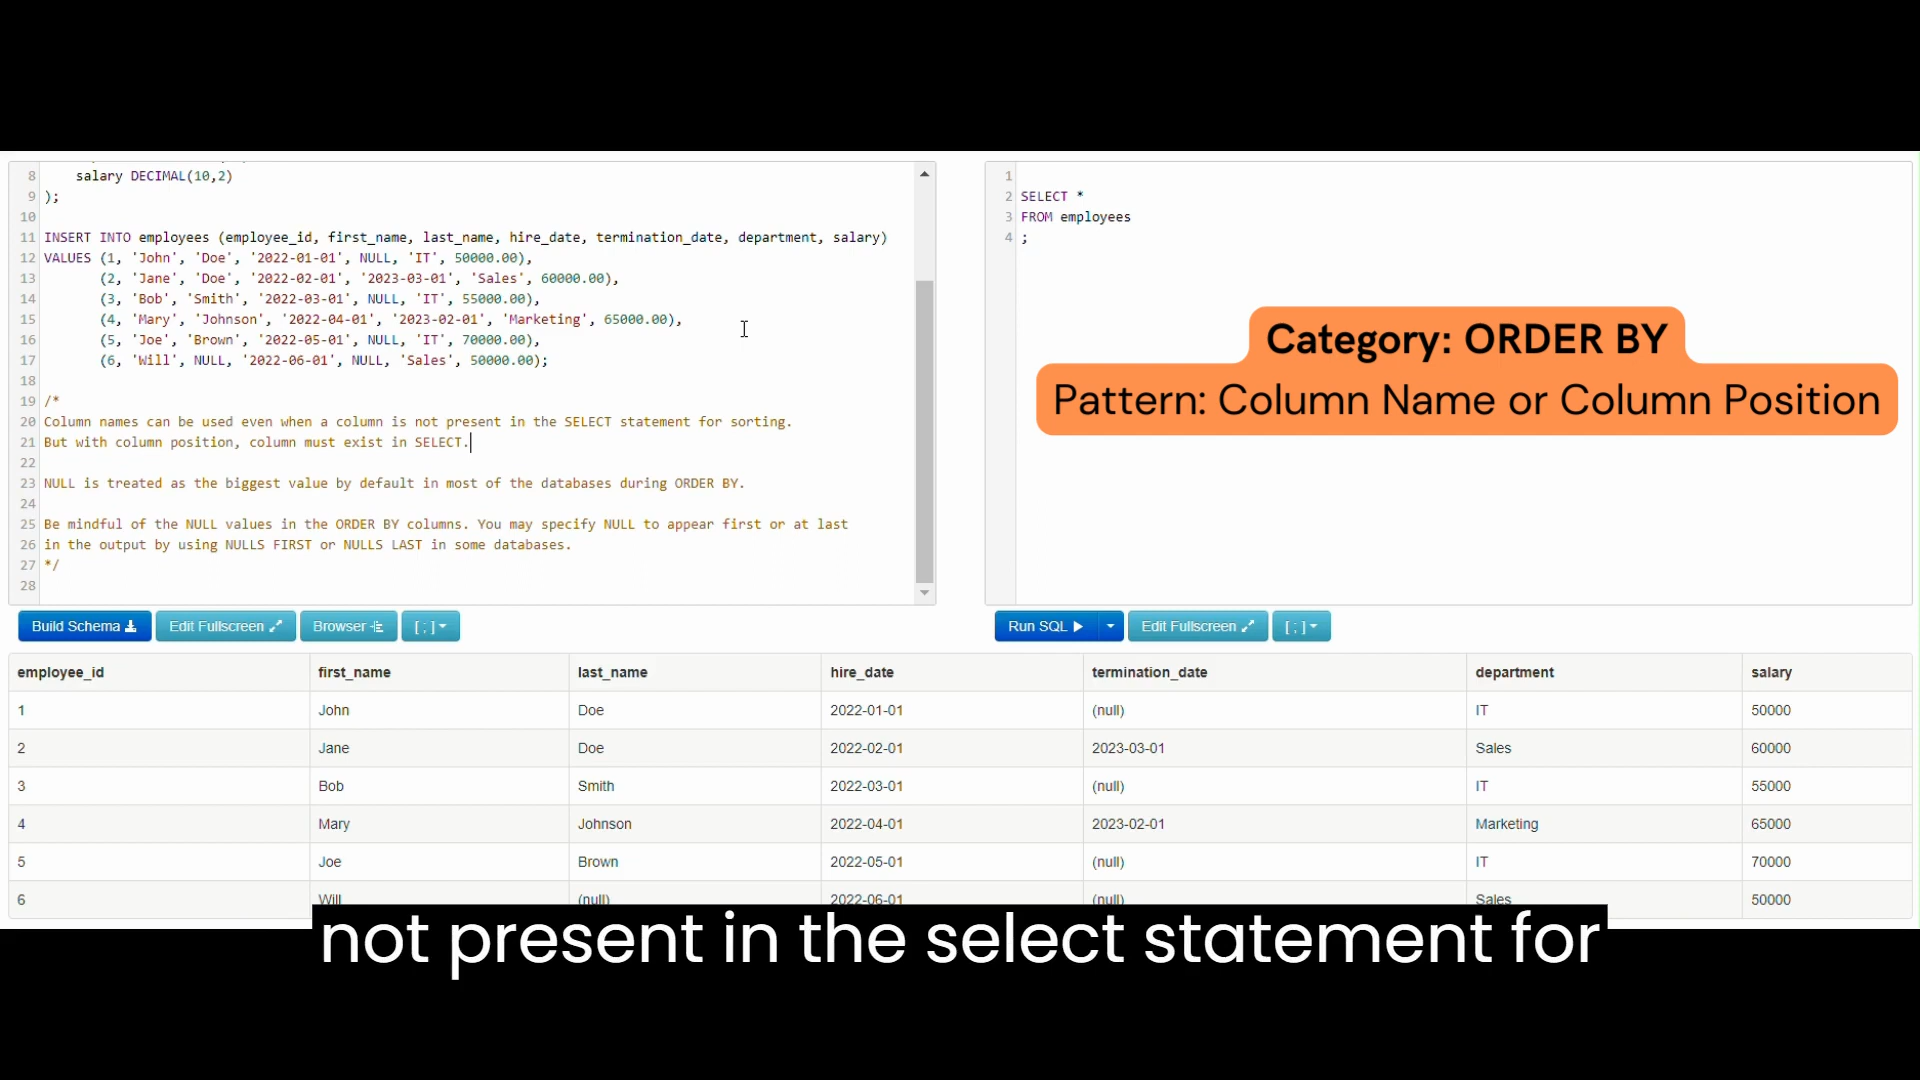 8 salary DECIMAL(10,2)
9 );
10
11 INSERT INTO employees (employee_id, first_name, last_name, hire_date, termination_date, department, salary)
12 VALUES (1, 'John', 'Doe', '2022-01-01', NULL, 'IT', 50000.00),
13 (2, 'Jane', 'Doe', '2022-02-01', '2023-03-01', 'Sales', 60000.00),
14 (3, 'Bob', 'Smith', '2022-03-01', NULL, 'IT', 55000.00),
15 (4, 'Mary', 'Johnson', '2022-04-01', '2023-02-01', 'Marketing', 65000.00),
16 (5, 'Joe', 'Brown', '2022-05-01', NULL, 'IT', 70000.00),
17 (6, 'Will', NULL, '2022-06-01', NULL, 'Sales', 50000.00);
18
19 /*
20 Column names can be used even when a column is not present in the SELECT statement for sorting.
21 But with column position, column must exist in SELECT.
22
23 NULL is treated as the biggest value by default in most of the databases during ORDER BY.
24
25 Be mindful of the NULL values in the ORDER BY columns. You may specify NULL to appear first or at last
26 in the output by using NULLS FIRST or NULLS LAST in some databases.
27 */
28
1
2 SELECT *
3 FROM employees
4 ;
Category: ORDER BY
Pattern: Column Name or Column Position
Build Schema Edit Fullscreen Browser [ ; ]
Run SQL Edit Fullscreen [ ; ]
employee_id first_name last_name hire_date termination_date department salary
1 John Doe 2022-01-01 (null) IT 50000
2 Jane Doe 2022-02-01 2023-03-01 Sales 60000
3 Bob Smith 2022-03-01 (null) IT 55000
4 Mary Johnson 2022-04-01 2023-02-01 Marketing 65000
5 Joe Brown 2022-05-01 (null) IT 70000
6 Will (null) 2022-06-01 (null) Sales 50000
not present in the select statement for